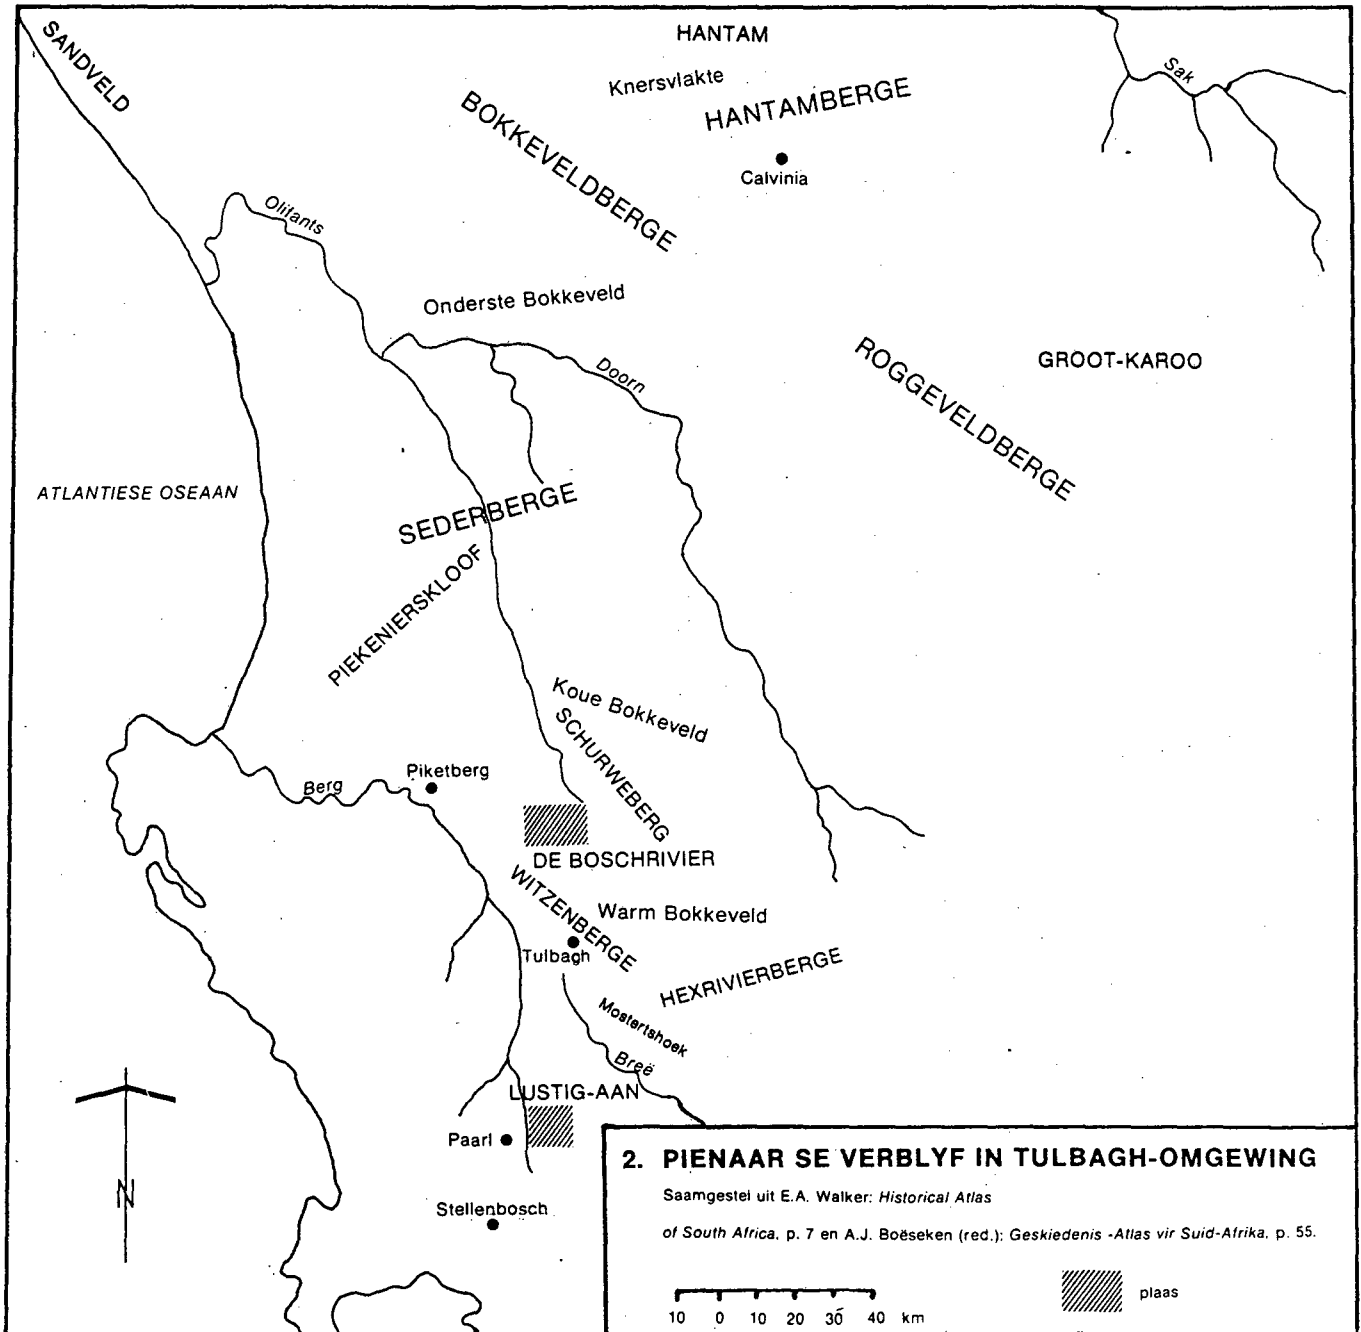 SANDVELD
HANTAM
Knersvlakte
HANTAMBERGE
BOKKEVELDBERGE
Calvinia
Sak
Olifants
Onderste Bokkeveld
Doorn
ROGGEVELDBERGE
GROOT-KAROO
ATLANTIESE OSEAAN
SEDERBERGE
PIEKENIERSKLOOF
Koue Bokkeveld
SCHURWEBERG
Piketberg
Berg
DE BOSCHRIVIER
WITZENBERGE
Warm Bokkeveld
Tulbagh
HEXRIVIERBERGE
Mostertshoek
Breë
LUSTIG-AAN
Paarl
Stellenbosch
N
2. PIENAAR SE VERBLYF IN TULBAGH-OMGEWING
Saamgestel uit E.A. Walker: Historical Atlas
of South Africa, p. 7 en A.J. Boëseken (red.): Geskiedenis -Atlas vir Suid-Afrika, p. 55.
plaas
10 0 10 20 30 40 km